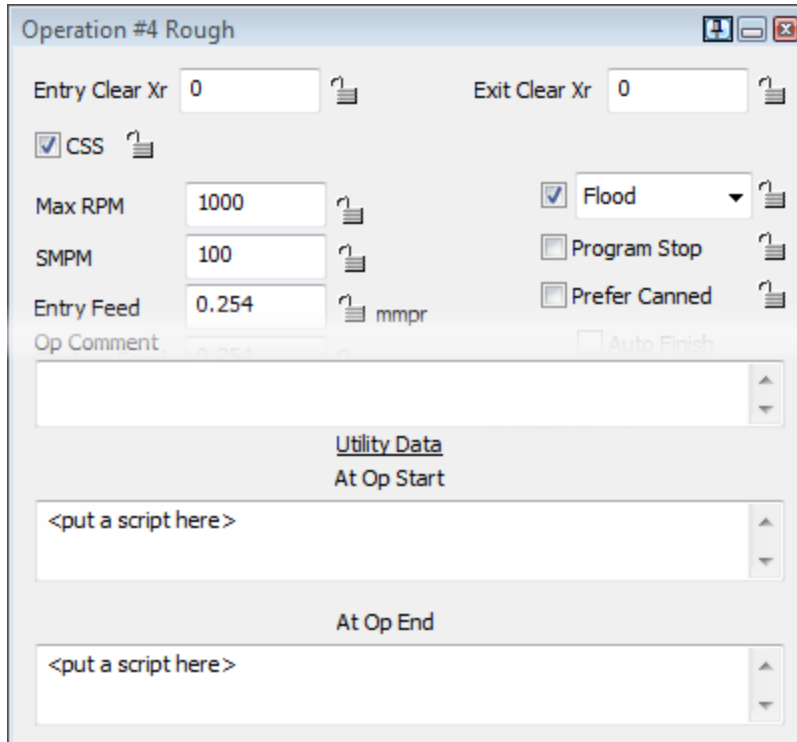 Operation #4 Rough
Entry Clear Xr 0 Exit Clear Xr 0
CSS
Max RPM 1000 Flood
SMPM 100 Program Stop
Entry Feed 0.254 mmpr Prefer Canned
Op Comment 0.254 Auto Finish
Utility Data
At Op Start
<put a script here>
At Op End
<put a script here>